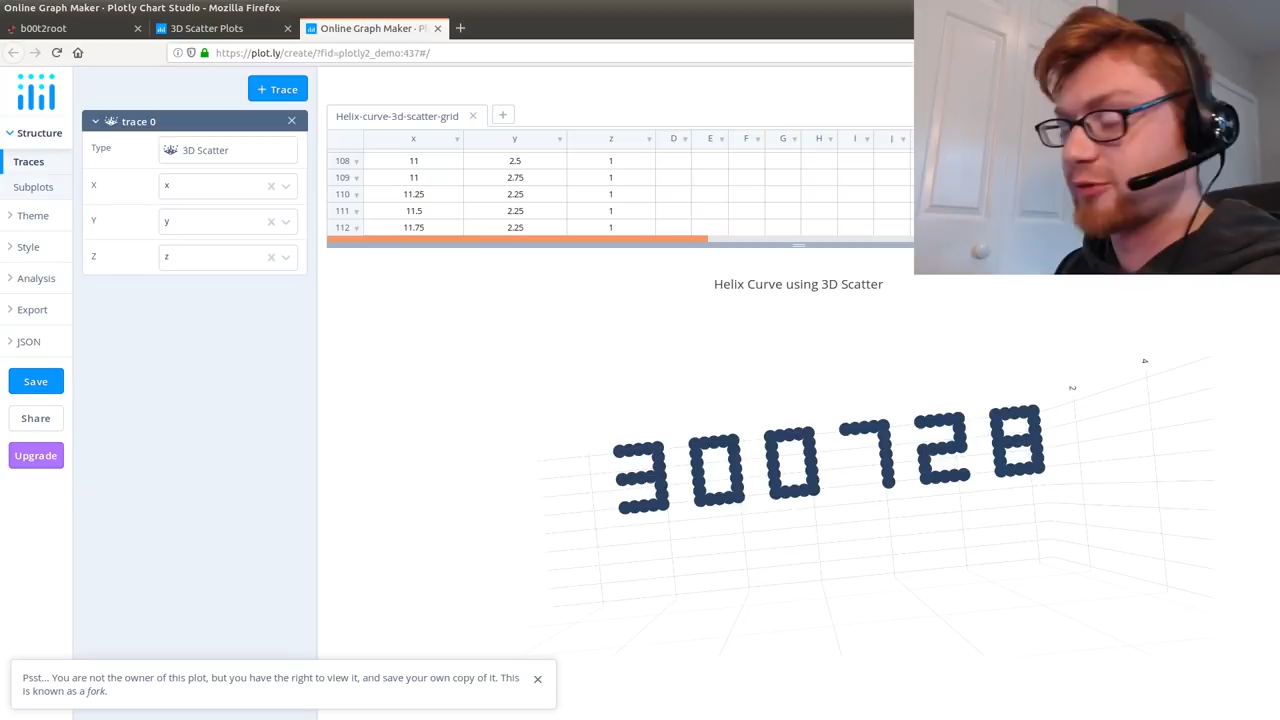 Online Graph Maker · Plotly Chart Studio - Mozilla Firefox
b00t2root
3D Scatter Plots
Online Graph Maker · Pl
https://plot.ly/create/?fid=plotly2_demo:437#/
Structure
Traces
Subplots
Theme
Style
Analysis
Export
JSON
Save
Share
Upgrade
+ Trace
trace 0
Type 3D Scatter
X x
Y y
Z z
Helix-curve-3d-scatter-grid
x y z D E F G H I J
108 11 2.5 1
109 11 2.75 1
110 11.25 2.25 1
111 11.5 2.25 1
112 11.75 2.25 1
Helix Curve using 3D Scatter
4
2
300728
Psst... You are not the owner of this plot, but you have the right to view it, and save your own copy of it. This
is known as a fork.